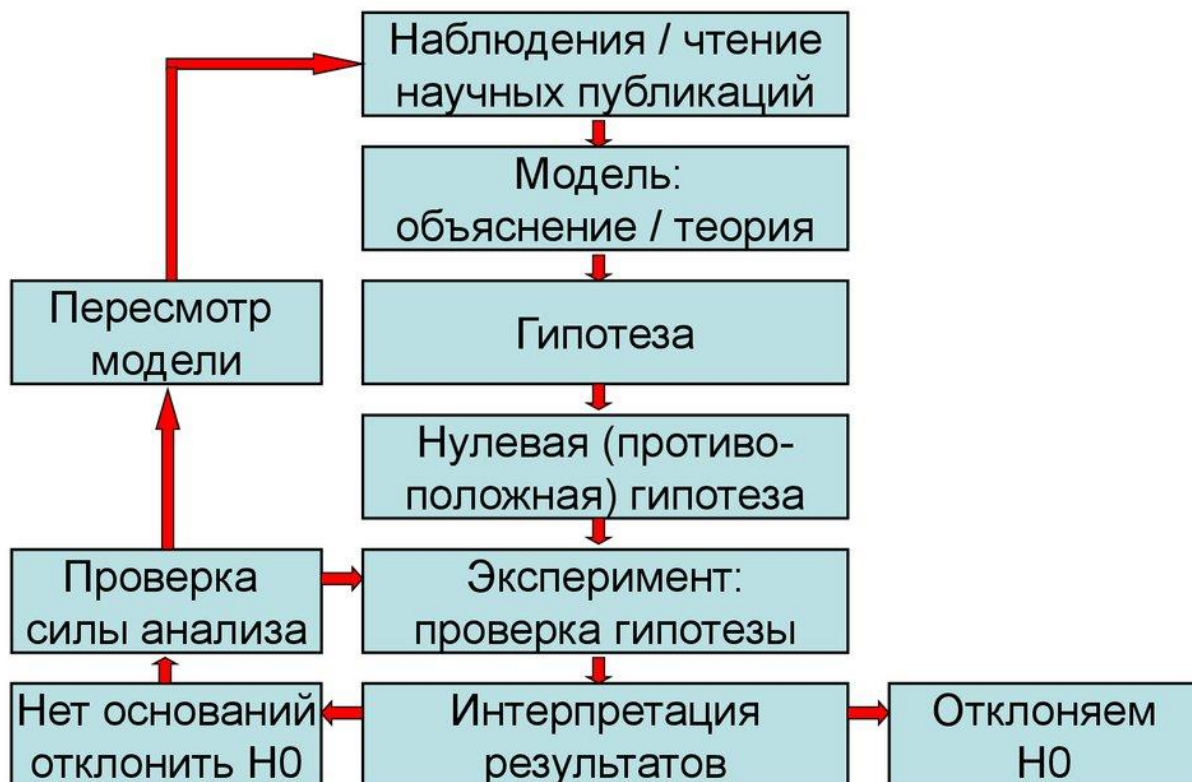 Наблюдения / чтение
научных публикаций
Модель:
объяснение / теория
Пересмотр
модели
Гипотеза
Нулевая (противо-
положная) гипотеза
Проверка
силы анализа
Эксперимент:
проверка гипотезы
Нет оснований
отклонить Н0
Интерпретация
результатов
Отклоняем
Н0